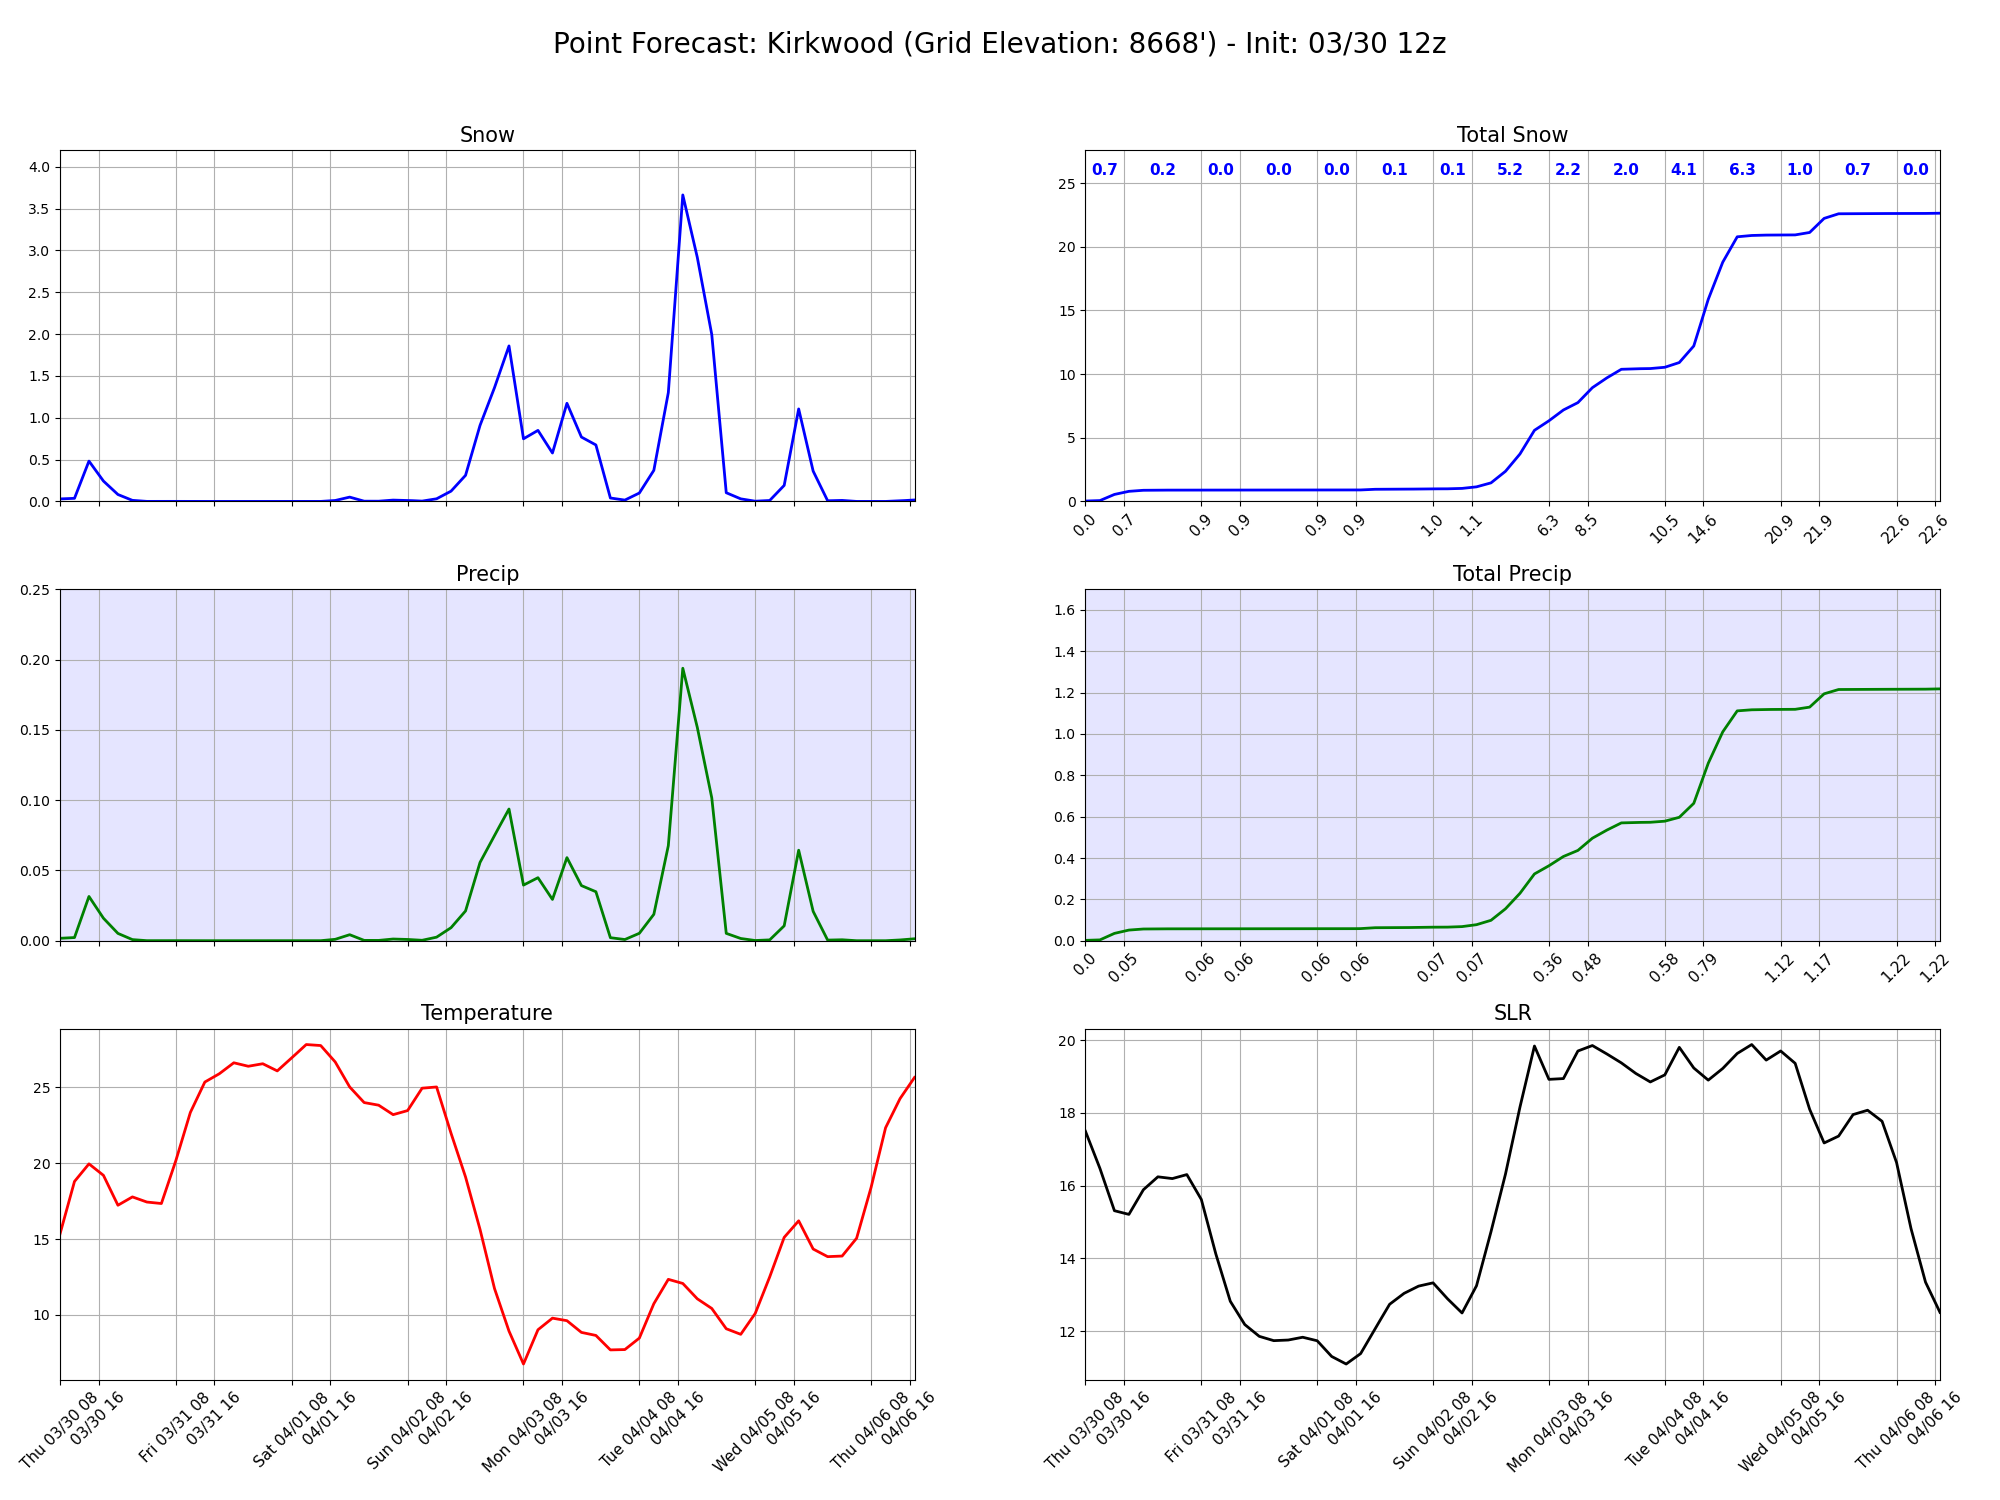 Point Forecast: Kirkwood (Grid Elevation: 8668') - Init: 03/30 12z
Snow
4.0
3.5
3.0
2.5
2.0
1.5
1.0
0.5
0.0
Total Snow
0.7 0.2 0.0 0.0 0.0 0.1 0.1 5.2 2.2 2.0 4.1 6.3 1.0 0.7 0.0
25
20
15
10
5
0
0.0 0.7 0.9 0.9 0.9 0.9 1.0 1.1 6.3 8.5 10.5 14.6 20.9 21.9 22.6 22.6
Precip
0.25
0.20
0.15
0.10
0.05
0.00
Total Precip
1.6
1.4
1.2
1.0
0.8
0.6
0.4
0.2
0.0
0.0 0.05 0.06 0.06 0.06 0.06 0.07 0.07 0.36 0.48 0.58 0.79 1.12 1.17 1.22 1.22
Temperature
25
20
15
10
Thu 03/30 08
03/30 16
Fri 03/31 08
03/31 16
Sat 04/01 08
04/01 16
Sun 04/02 08
04/02 16
Mon 04/03 08
04/03 16
Tue 04/04 08
04/04 16
Wed 04/05 08
04/05 16
Thu 04/06 08
04/06 16
SLR
20
18
16
14
12
Thu 03/30 08
03/30 16
Fri 03/31 08
03/31 16
Sat 04/01 08
04/01 16
Sun 04/02 08
04/02 16
Mon 04/03 08
04/03 16
Tue 04/04 08
04/04 16
Wed 04/05 08
04/05 16
Thu 04/06 08
04/06 16